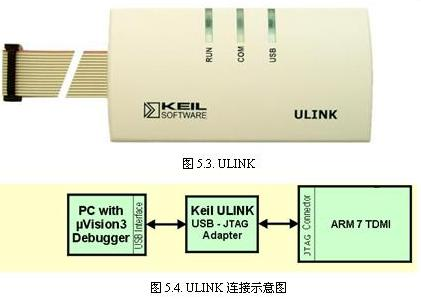 RUN
COM
USB
KEIL
SOFTWARE
ULINK
图 5.3. ULINK
PC with
µVision3
Debugger
USB Interface
Keil ULINK
USB - JTAG
Adapter
JTAG Connector
ARM 7 TDMI
图 5.4. ULINK 连接示意图